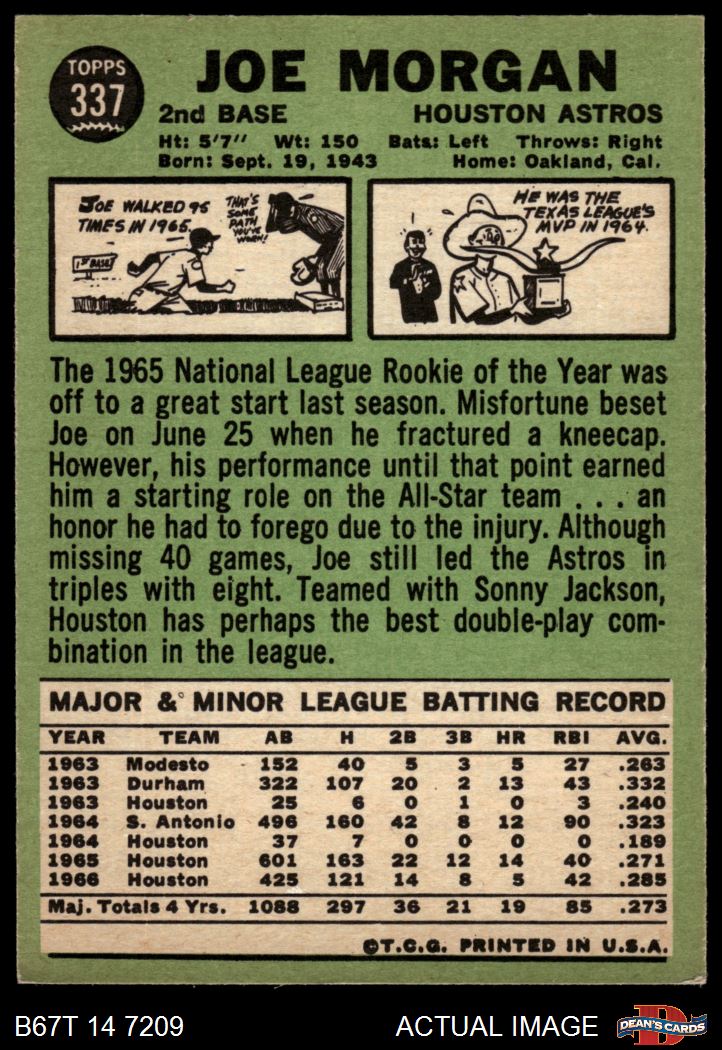 TOPPS
337
JOE MORGAN
2nd BASE HOUSTON ASTROS
Ht: 5'7" Wt: 150 Bats: Left Throws: Right
Born: Sept. 19, 1943 Home: Oakland, Cal.
JOE WALKED 95
TIMES IN 1965.
THAT'S
SOME
PATH
YOU'VE
WORN!
1ST BASE
HE WAS THE
TEXAS LEAGUE'S
MVP IN 1964.
The 1965 National League Rookie of the Year was
off to a great start last season. Misfortune beset
Joe on June 25 when he fractured a kneecap.
However, his performance until that point earned
him a starting role on the All-Star team . . . an
honor he had to forego due to the injury. Although
missing 40 games, Joe still led the Astros in
triples with eight. Teamed with Sonny Jackson,
Houston has perhaps the best double-play com-
bination in the league.
MAJOR & MINOR LEAGUE BATTING RECORD
YEAR TEAM AB H 2B 3B HR RBI AVG.
1963 Modesto 152 40 5 3 5 27 .263
1963 Durham 322 107 20 2 13 43 .332
1963 Houston 25 6 0 1 0 3 .240
1964 S. Antonio 496 160 42 8 12 90 .323
1964 Houston 37 7 0 0 0 0 .189
1965 Houston 601 163 22 12 14 40 .271
1966 Houston 425 121 14 8 5 42 .285
Maj. Totals 4 Yrs. 1088 297 36 21 19 85 .273
©T.C.G. PRINTED IN U.S.A.
B67T 14 7209 ACTUAL IMAGE
D
DEAN'S CARDS